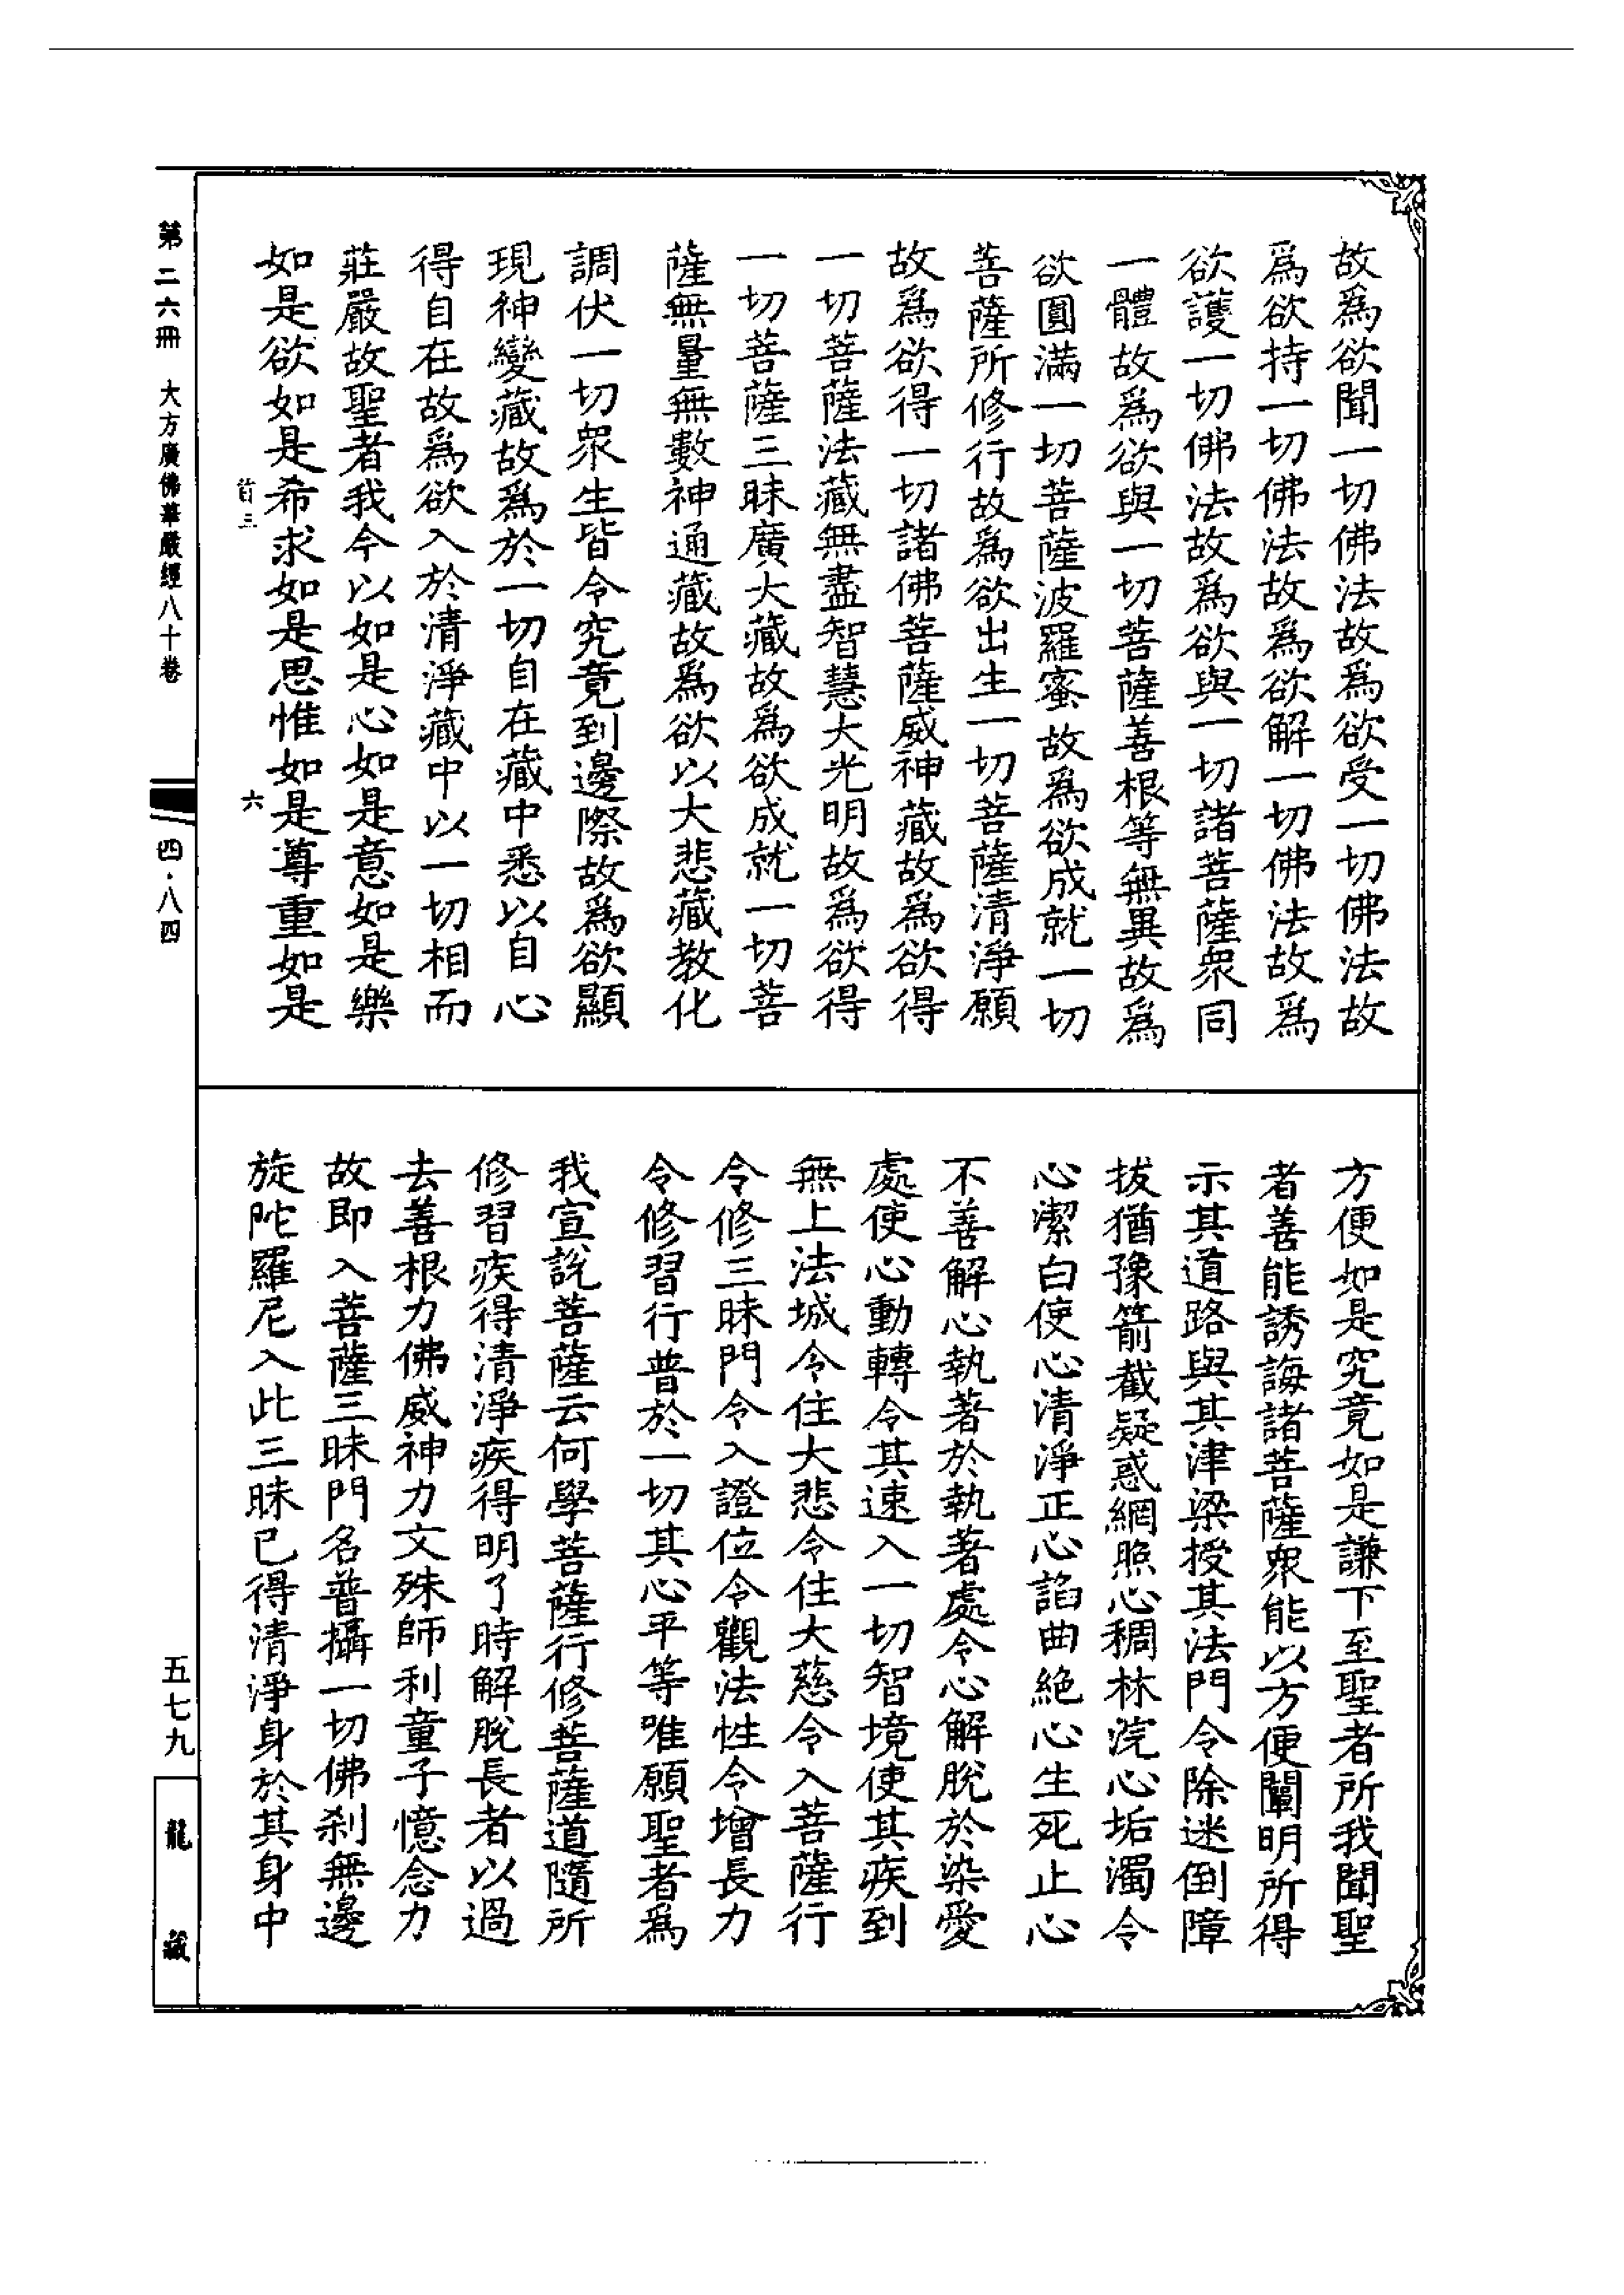 故爲欲聞一切佛法故爲欲受一切佛法故
爲欲持一切佛法故爲欲解一切佛法故爲
欲護一切佛法故爲欲與一切諸菩薩衆同
一體故爲欲與一切菩薩善根等無異故爲
欲圓滿一切菩薩波羅蜜故爲欲成就一切
菩薩所修行故爲欲出生一切菩薩清淨願
故爲欲得一切諸佛菩薩威神藏故爲欲得
一切菩薩法藏無盡智慧大光明故爲欲得
一切菩薩三昧廣大藏故爲欲成就一切菩
薩無量無數神通藏故爲欲以大悲藏教化
調伏一切衆生皆令究竟到邊際故爲欲顯
現神變藏故爲於一切自在藏中悉以自心
得自在故爲欲入於清淨藏中以一切相而
莊嚴故聖者我今以如是心如是意如是樂
如是欲如是希求如是思惟如是尊重如是
六
方便如是究竟如是謙下至聖者所我聞聖
者善能誘誨諸菩薩衆能以方便闡明所得
示其道路與其津梁授其法門令除迷倒障
拔猶豫箭截疑惑網照心稠林浣心垢濁令
心潔白使心清淨正心諂曲絶心生死止心
不善解心執著於執著處令心解脫於染愛
處使心動轉令其速入一切智境使其疾到
無上法城令住大悲令住大慈令入菩薩行
令修三昧門令入證位令觀法性令增長力
令修習行普於一切其心平等唯願聖者爲
我宣說菩薩云何學菩薩行修菩薩道隨所
修習疾得清淨疾得明了時解脫長者以過
去善根力佛威神力文殊師利童子憶念力
故即入菩薩三昧門名普攝一切佛刹無邊
旋陀羅尼入此三昧已得清淨身於其身中
第二六冊 大方廣佛華嚴經八十卷
四·八四
五七九
龍藏